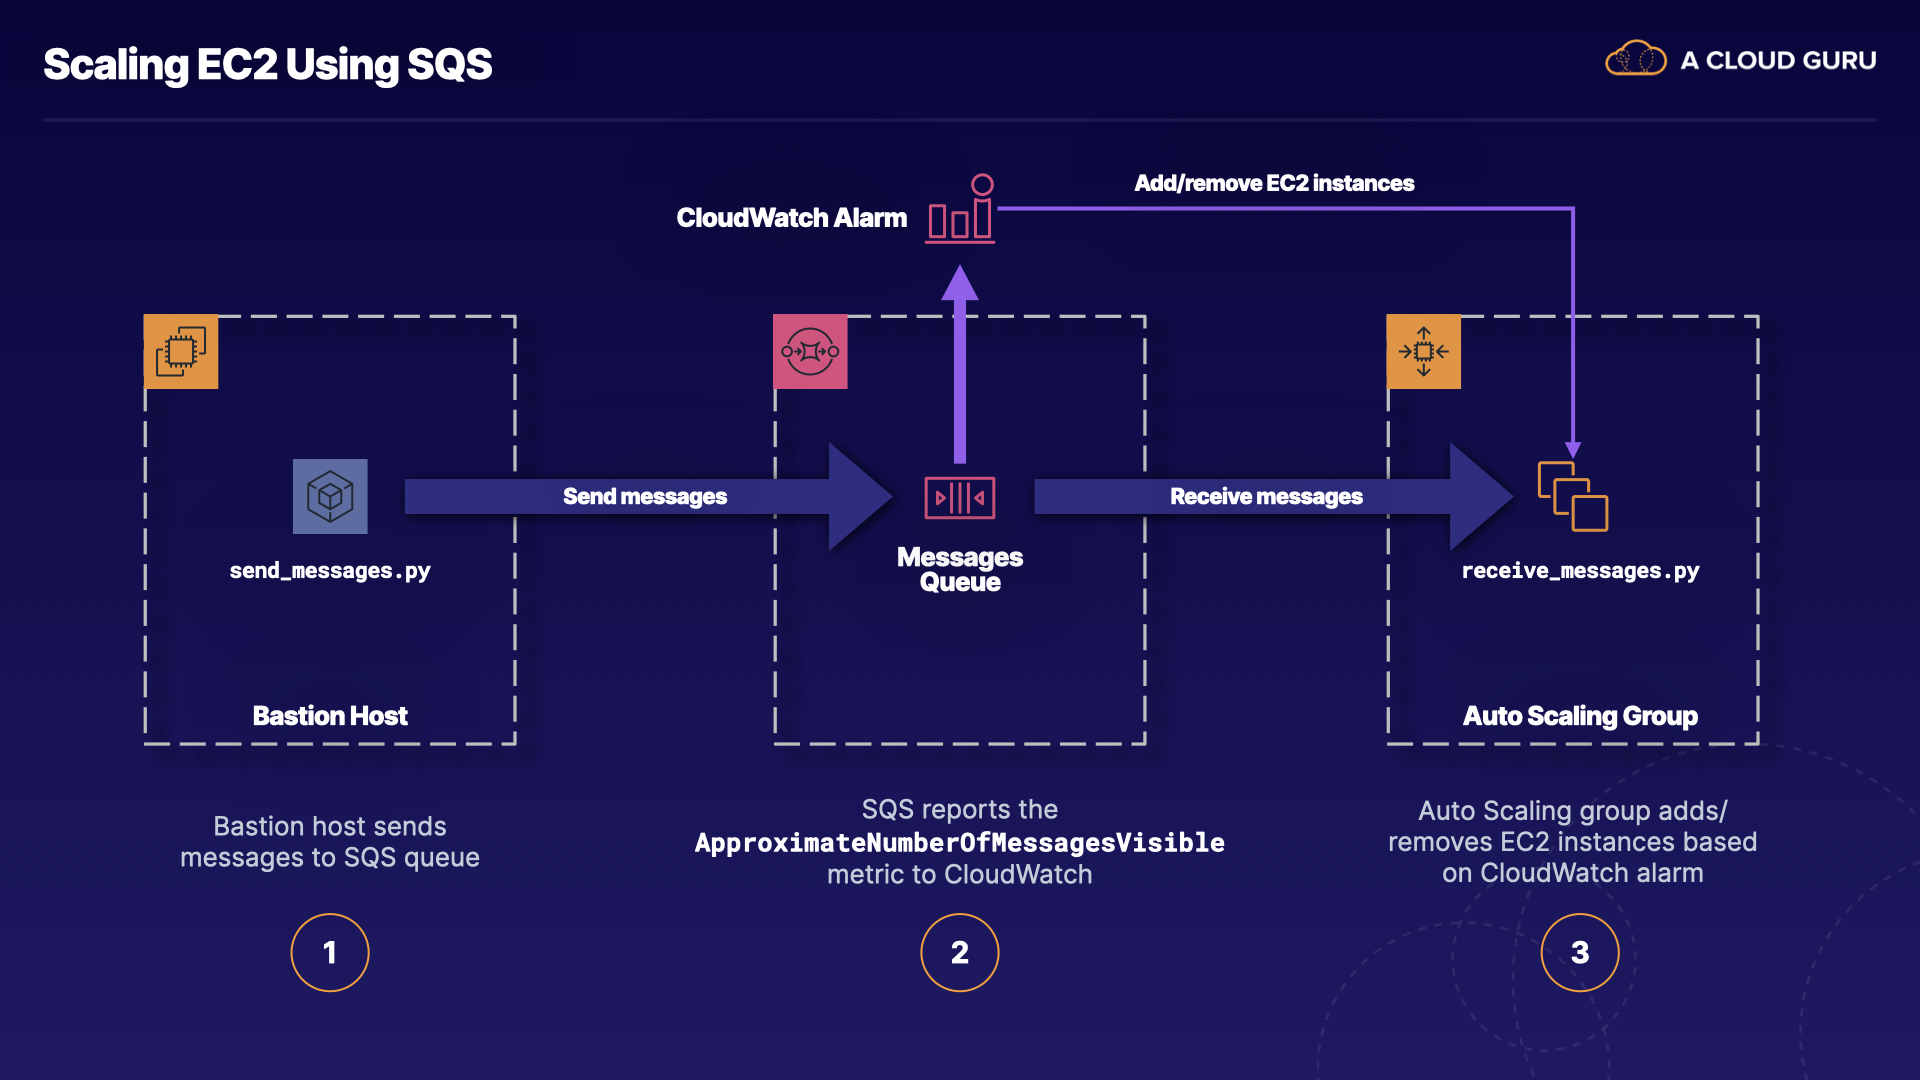 Scaling EC2 Using SQS
A CLOUD GURU
Add/remove EC2 instances
CloudWatch Alarm
Send messages
Receive messages
send_messages.py
Messages
Queue
receive_messages.py
Bastion Host
Auto Scaling Group
Bastion host sends
messages to SQS queue
SQS reports the
ApproximateNumberOfMessagesVisible
metric to CloudWatch
Auto Scaling group adds/
removes EC2 instances based
on CloudWatch alarm
1
2
3